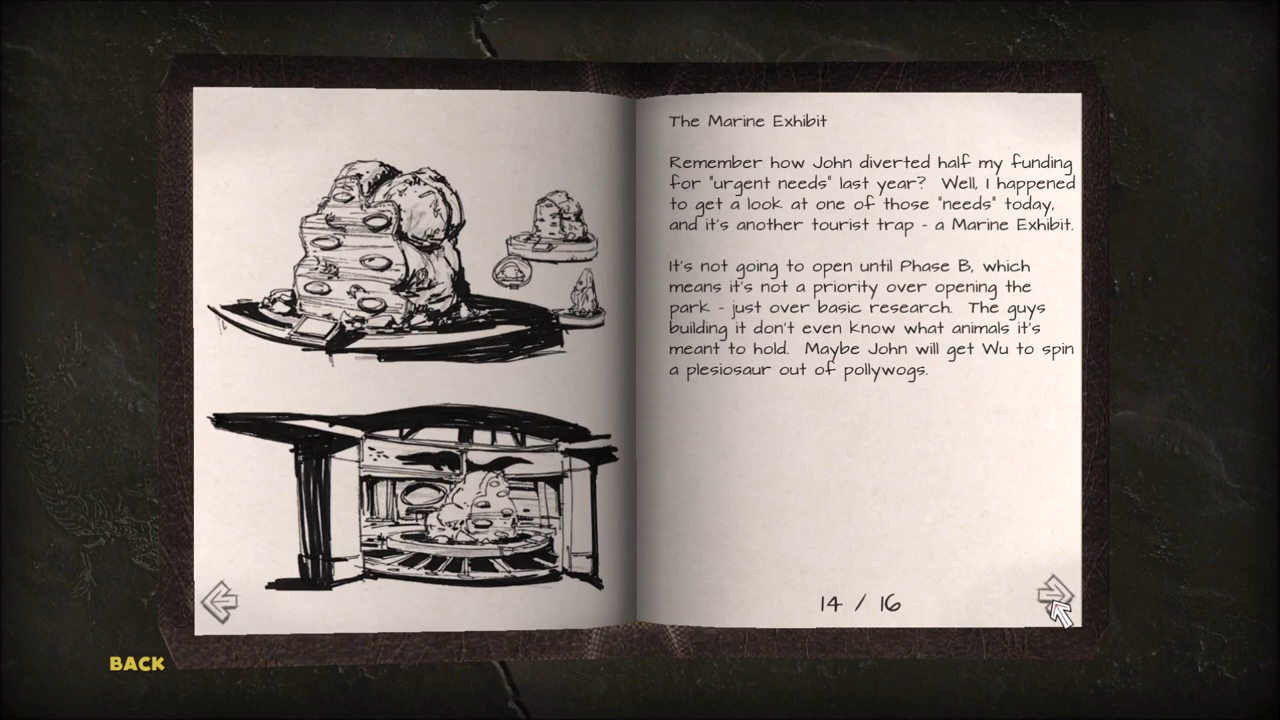 The Marine Exhibit
Remember how John diverted half my funding
for "urgent needs" last year?  Well, I happened
to get a look at one of those "needs" today,
and it's another tourist trap - a Marine Exhibit.
It's not going to open until Phase B, which
means it's not a priority over opening the
park - just over basic research.  The guys
building it don't even know what animals it's
meant to hold.  Maybe John will get Wu to spin
a plesiosaur out of pollywogs.
14 / 16
BACK